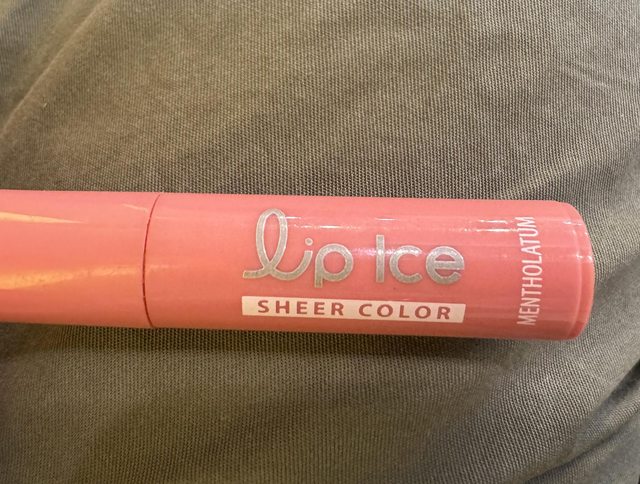 Lip Ice
SHEER COLOR
MENTHOLATUM